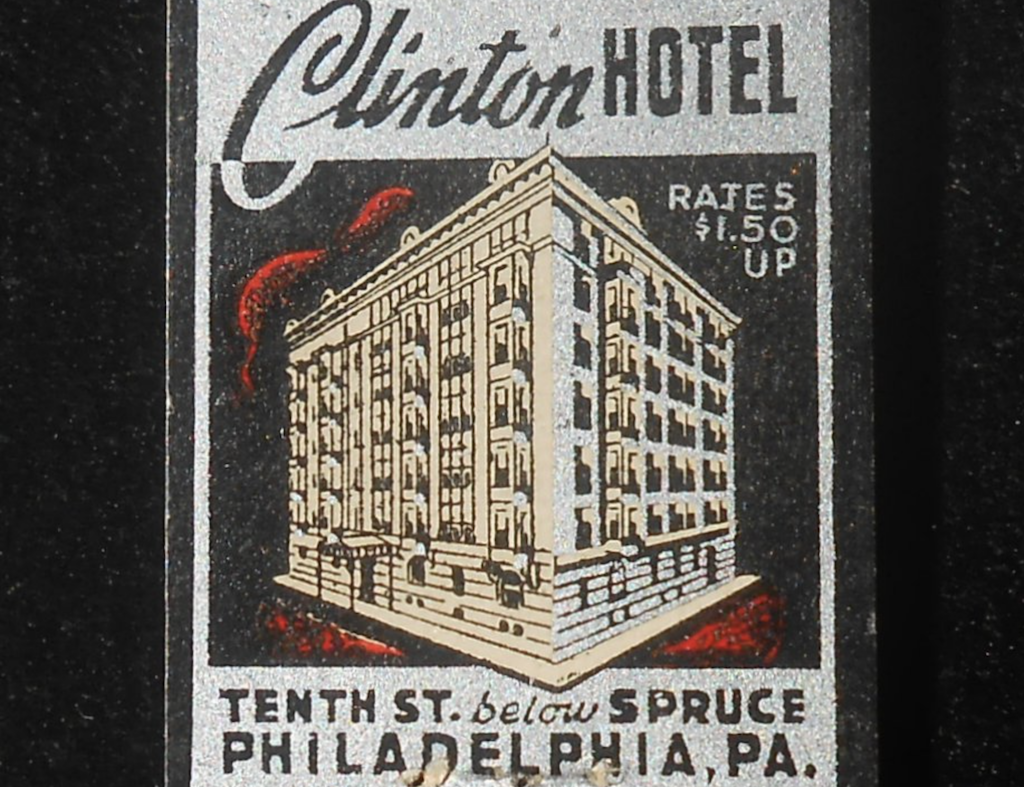 Clinton HOTEL
RATES
$1.50
UP
TENTH ST. below SPRUCE
PHILADELPHIA, PA.